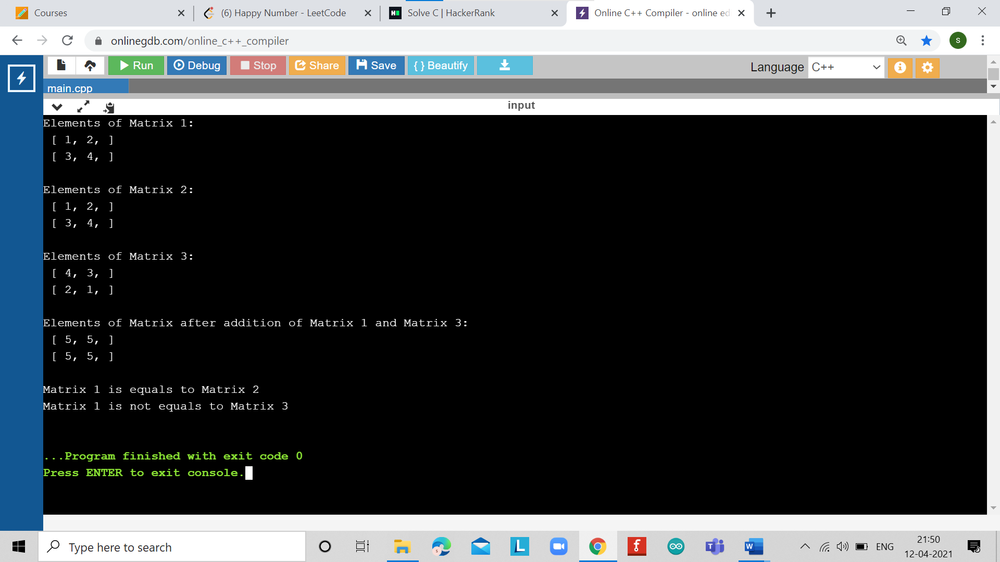 Courses
(6) Happy Number - LeetCode
Solve C | HackerRank
Online C++ Compiler - online ed
onlinegdb.com/online_c++_compiler
S
Run
Debug
Stop
Share
Save
{ } Beautify
Language
C++
main.cpp
input
Elements of Matrix 1:
[ 1, 2, ]
[ 3, 4, ]
Elements of Matrix 2:
[ 1, 2, ]
[ 3, 4, ]
Elements of Matrix 3:
[ 4, 3, ]
[ 2, 1, ]
Elements of Matrix after addition of Matrix 1 and Matrix 3:
[ 5, 5, ]
[ 5, 5, ]
Matrix 1 is equals to Matrix 2
Matrix 1 is not equals to Matrix 3
...Program finished with exit code 0
Press ENTER to exit console.
Type here to search
ENG
21:50
12-04-2021